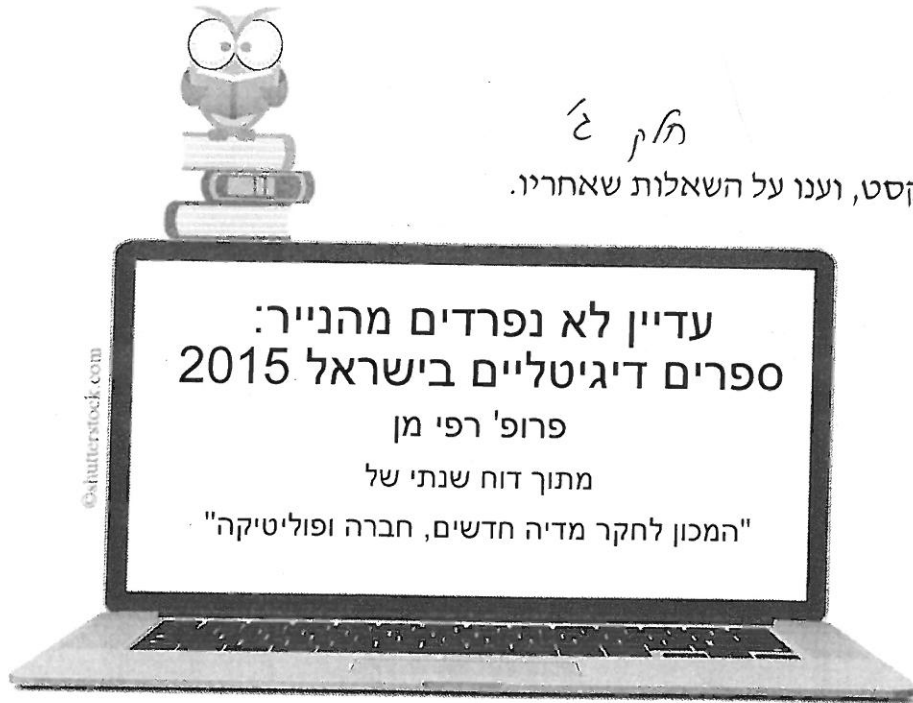 חלק ג'
קסט, וענו על השאלות שאחריו.
עדיין לא נפרדים מהנייר:
ספרים דיגיטליים בישראל 2015
פרופ' רפי מן
מתוך דוח שנתי של
"המכון לחקר מדיה חדשים, חברה ופוליטיקה"
©shutterstock.com